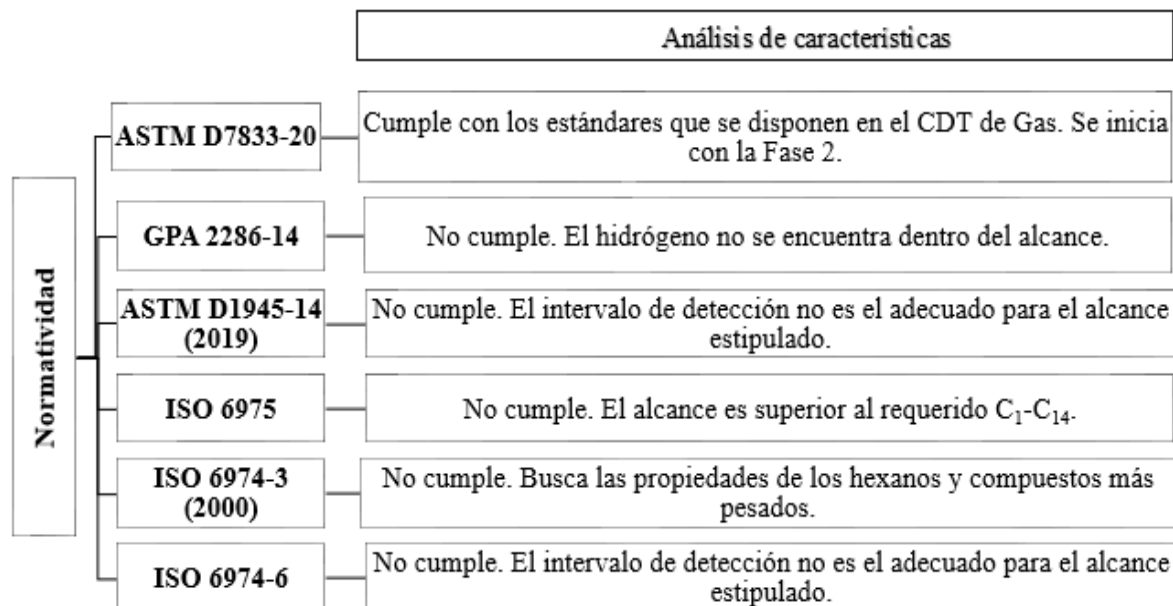 Análisis de características
Normatividad
ASTM D7833-20
Cumple con los estándares que se disponen en el CDT de Gas. Se inicia
con la Fase 2.
GPA 2286-14
No cumple. El hidrógeno no se encuentra dentro del alcance.
ASTM D1945-14
(2019)
No cumple. El intervalo de detección no es el adecuado para el alcance
estipulado.
ISO 6975
No cumple. El alcance es superior al requerido C₁-C₁₄.
ISO 6974-3
(2000)
No cumple. Busca las propiedades de los hexanos y compuestos más
pesados.
ISO 6974-6
No cumple. El intervalo de detección no es el adecuado para el alcance
estipulado.